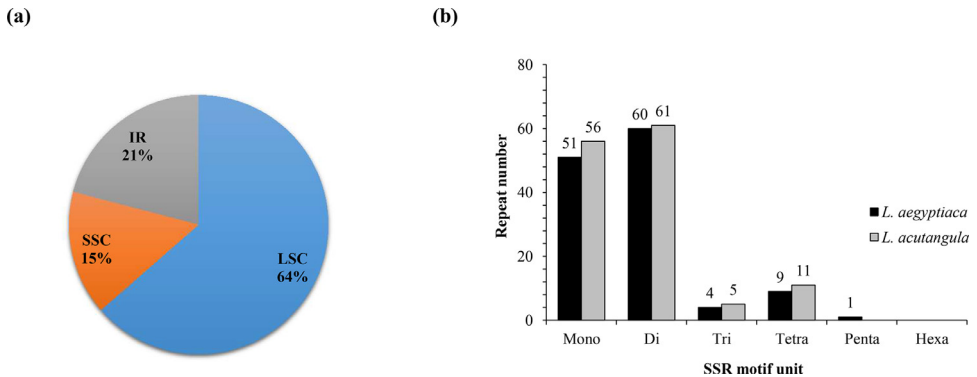 (a)
IR
21%
SSC
15%
LSC
64%
(b)
Repeat number
80
60
40
20
0
51
56
60
61
4
5
9
11
1
Mono
Di
Tri
Tetra
Penta
Hexa
SSR motif unit
L. aegyptiaca
L. acutangula